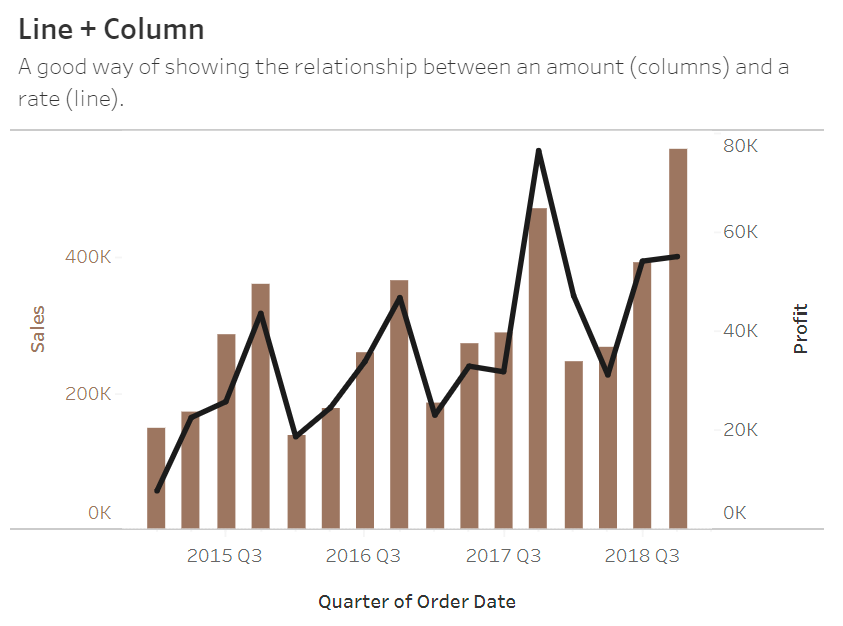 Line + Column
A good way of showing the relationship between an amount (columns) and a
rate (line).
80K
60K
400K
40K
Sales
Profit
200K
20K
0K
0K
2015 Q3
2016 Q3
2017 Q3
2018 Q3
Quarter of Order Date